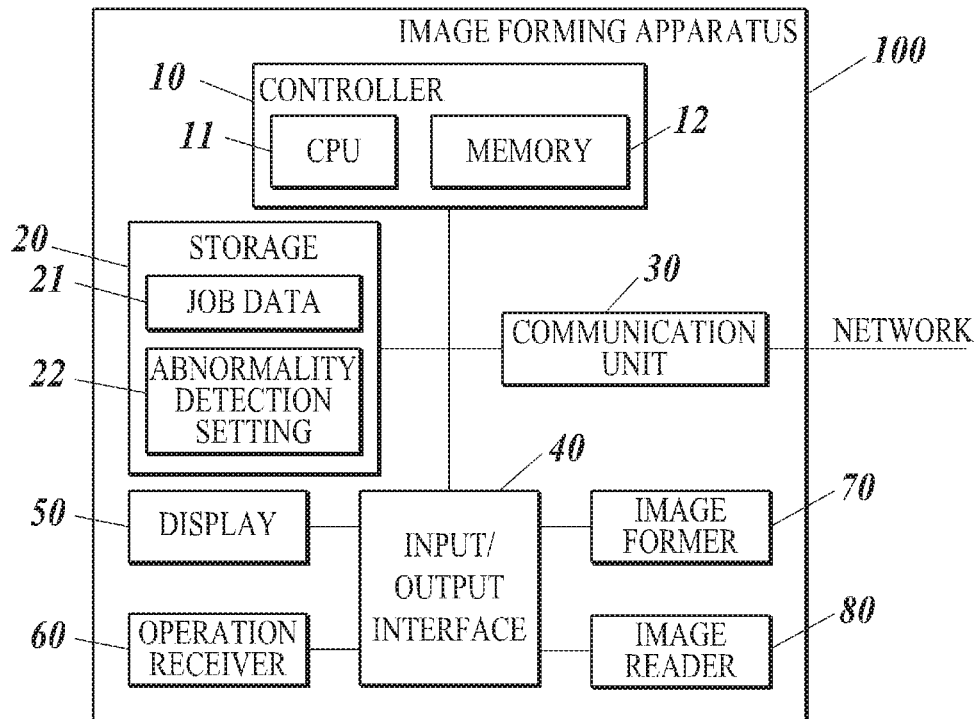 IMAGE FORMING APPARATUS
100
10
CONTROLLER
11
CPU
MEMORY
12
20
STORAGE
21
JOB DATA
22
ABNORMALITY
DETECTION
SETTING
30
COMMUNICATION
UNIT
NETWORK
40
INPUT/
OUTPUT
INTERFACE
50
DISPLAY
60
OPERATION
RECEIVER
70
IMAGE
FORMER
80
IMAGE
READER